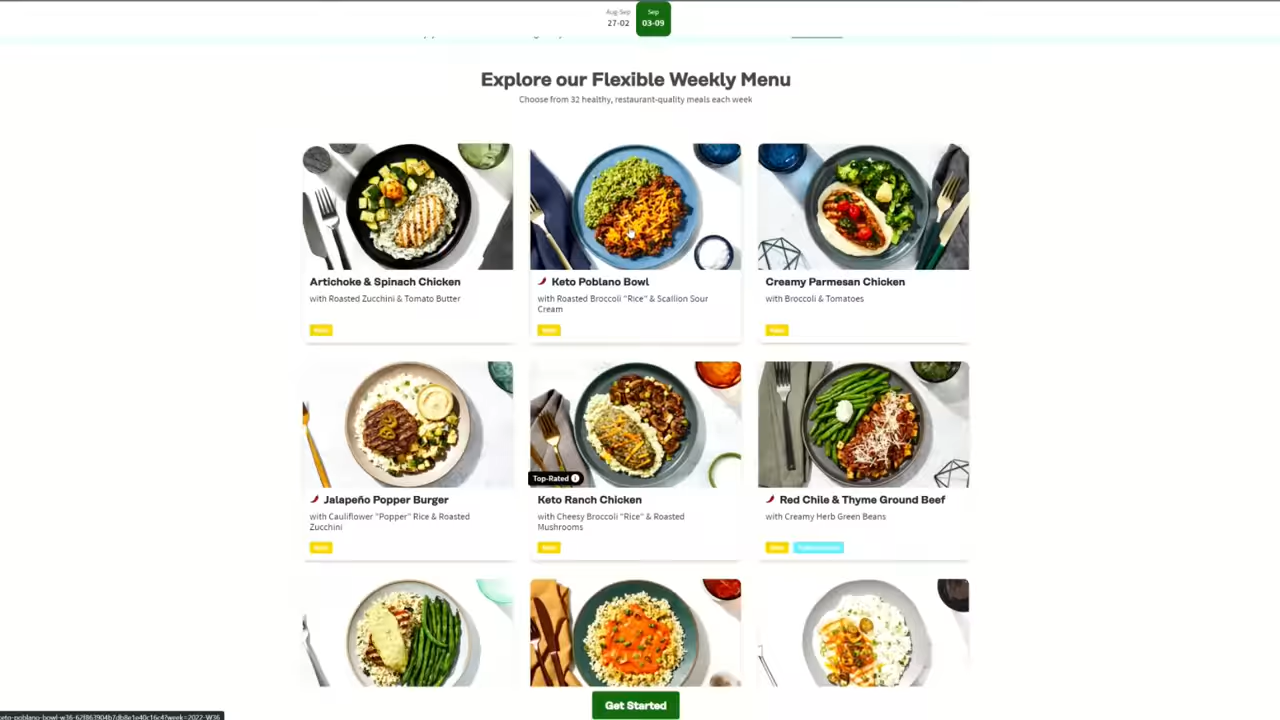 Aug-Sep
27-02
Sep
03-09
Explore our Flexible Weekly Menu
Choose from 32 healthy, restaurant-quality meals each week
Artichoke & Spinach Chicken
with Roasted Zucchini & Tomato Butter
Keto Poblano Bowl
with Roasted Broccoli "Rice" & Scallion Sour
Cream
Creamy Parmesan Chicken
with Broccoli & Tomatoes
Top-Rated
Jalapeño Popper Burger
with Cauliflower "Popper" Rice & Roasted
Zucchini
Keto Ranch Chicken
with Cheesy Broccoli "Rice" & Roasted
Mushrooms
Red Chile & Thyme Ground Beef
with Creamy Herb Green Beans
Get Started